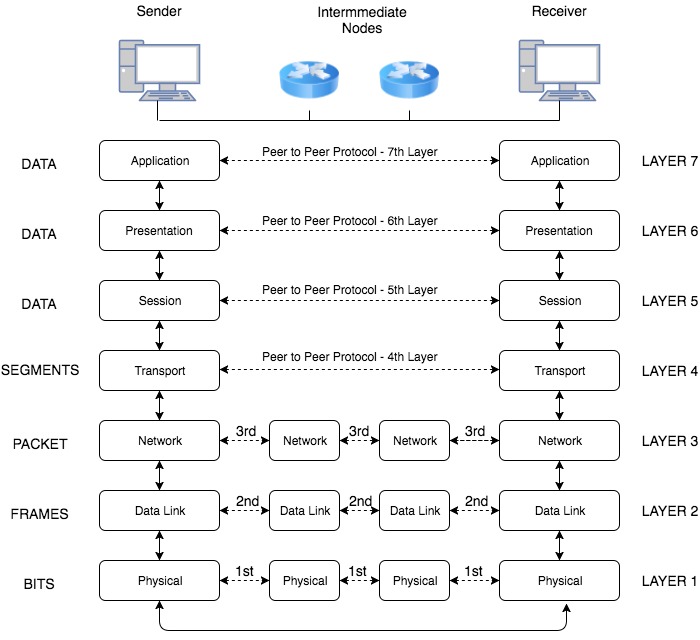 Sender
Intermmediate
Nodes
Receiver
DATA
Application
Peer to Peer Protocol - 7th Layer
Application
LAYER 7
DATA
Presentation
Peer to Peer Protocol - 6th Layer
Presentation
LAYER 6
DATA
Session
Peer to Peer Protocol - 5th Layer
Session
LAYER 5
SEGMENTS
Transport
Peer to Peer Protocol - 4th Layer
Transport
LAYER 4
PACKET
Network
3rd
Network
3rd
Network
3rd
Network
LAYER 3
FRAMES
Data Link
2nd
Data Link
2nd
Data Link
2nd
Data Link
LAYER 2
BITS
Physical
1st
Physical
1st
Physical
1st
Physical
LAYER 1